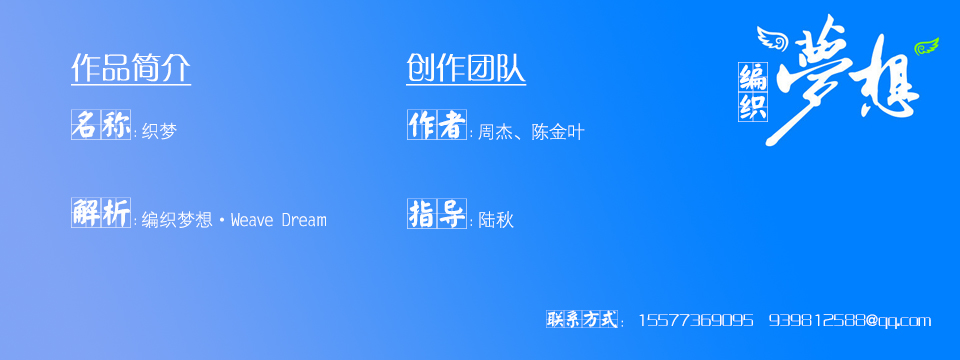 作品简介
名称：织梦
解析：编织梦想·Weave Dream
创作团队
作者：周杰、陈金叶
指导：陆秋
编织
夢想
联系方式： 15577369095 939812588@qq.com